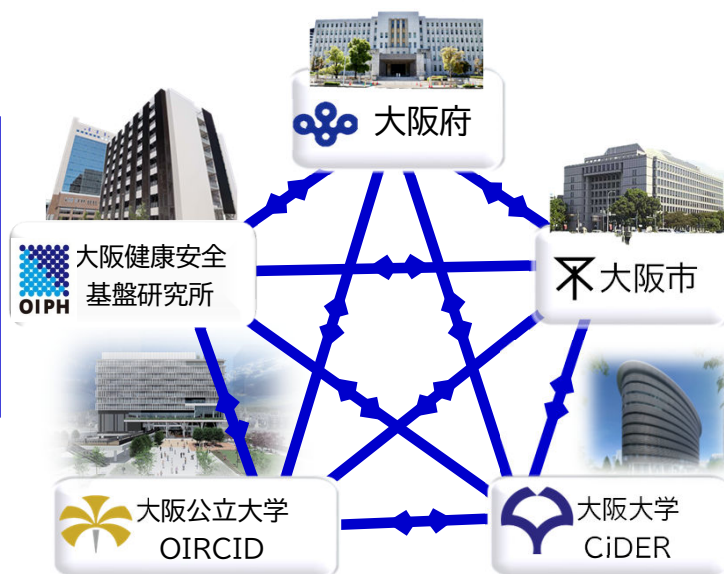 大阪府
大阪健康安全
基盤研究所
OIPH
大阪市
大阪公立大学
OIRCID
大阪大学
CiDER